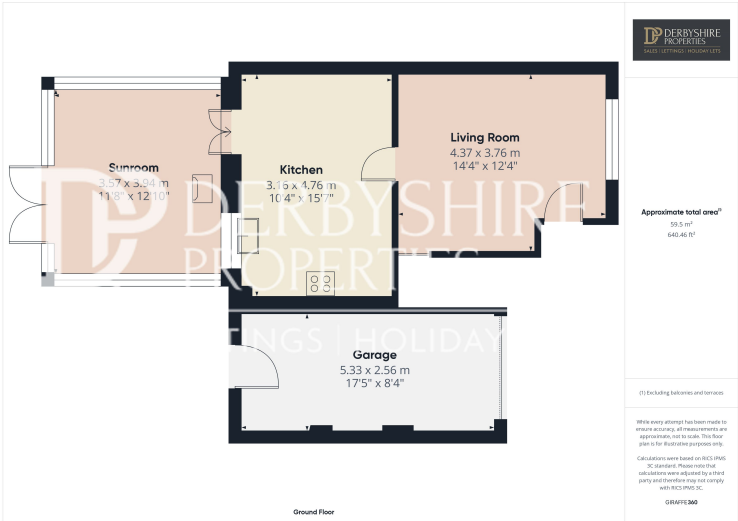 DERBYSHIRE
PROPERTIES
SALES | LETTINGS | HOLIDAY LETS
Sunroom
3.57 x 3.94 m
11'8" x 12'10"
Kitchen
3.16 x 4.76 m
10'4" x 15'7"
Living Room
4.37 x 3.76 m
14'4" x 12'4"
DERBYSHIRE
PROPERTIES
TINGS | HOLIDAY
Garage
5.33 x 2.56 m
17'5" x 8'4"
Ground Floor
Approximate total area⁽¹⁾
59.5 m²
640.46 ft²
(1) Excluding balconies and terraces
While every attempt has been made to
ensure accuracy, all measurements are
approximate, not to scale. This floor
plan is for illustrative purposes only.
Calculations were based on RICS IPMS
3C standard. Please note that
calculations were adjusted by a third
party and therefore may not comply
with RICS IPMS 3C.
GIRAFFE360